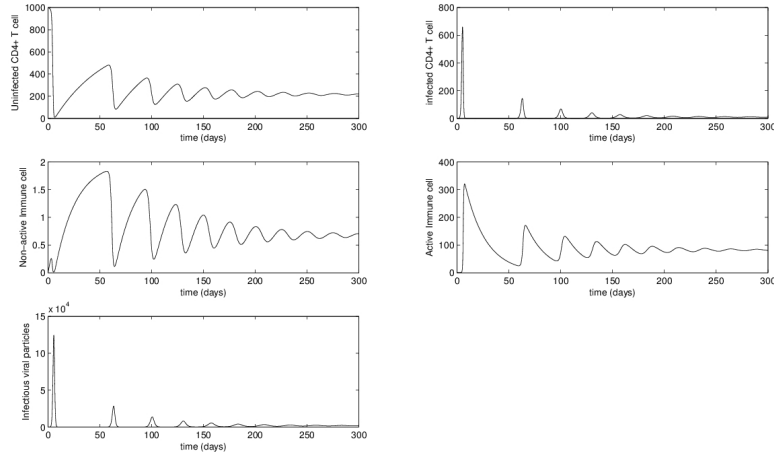 1000
800
600
400
200
0
Uninfected CD4+ T cell
0 50 100 150 200 250 300
time (days)
800
600
400
200
0
infected CD4+ T cell
0 50 100 150 200 250 300
time (days)
2
1.5
1
0.5
0
Non-active Immune cell
0 50 100 150 200 250 300
time (days)
400
300
200
100
0
Active Immune cell
0 50 100 150 200 250 300
time (days)
x 10^4
15
10
5
0
Infectious viral particles
0 50 100 150 200 250 300
time (days)